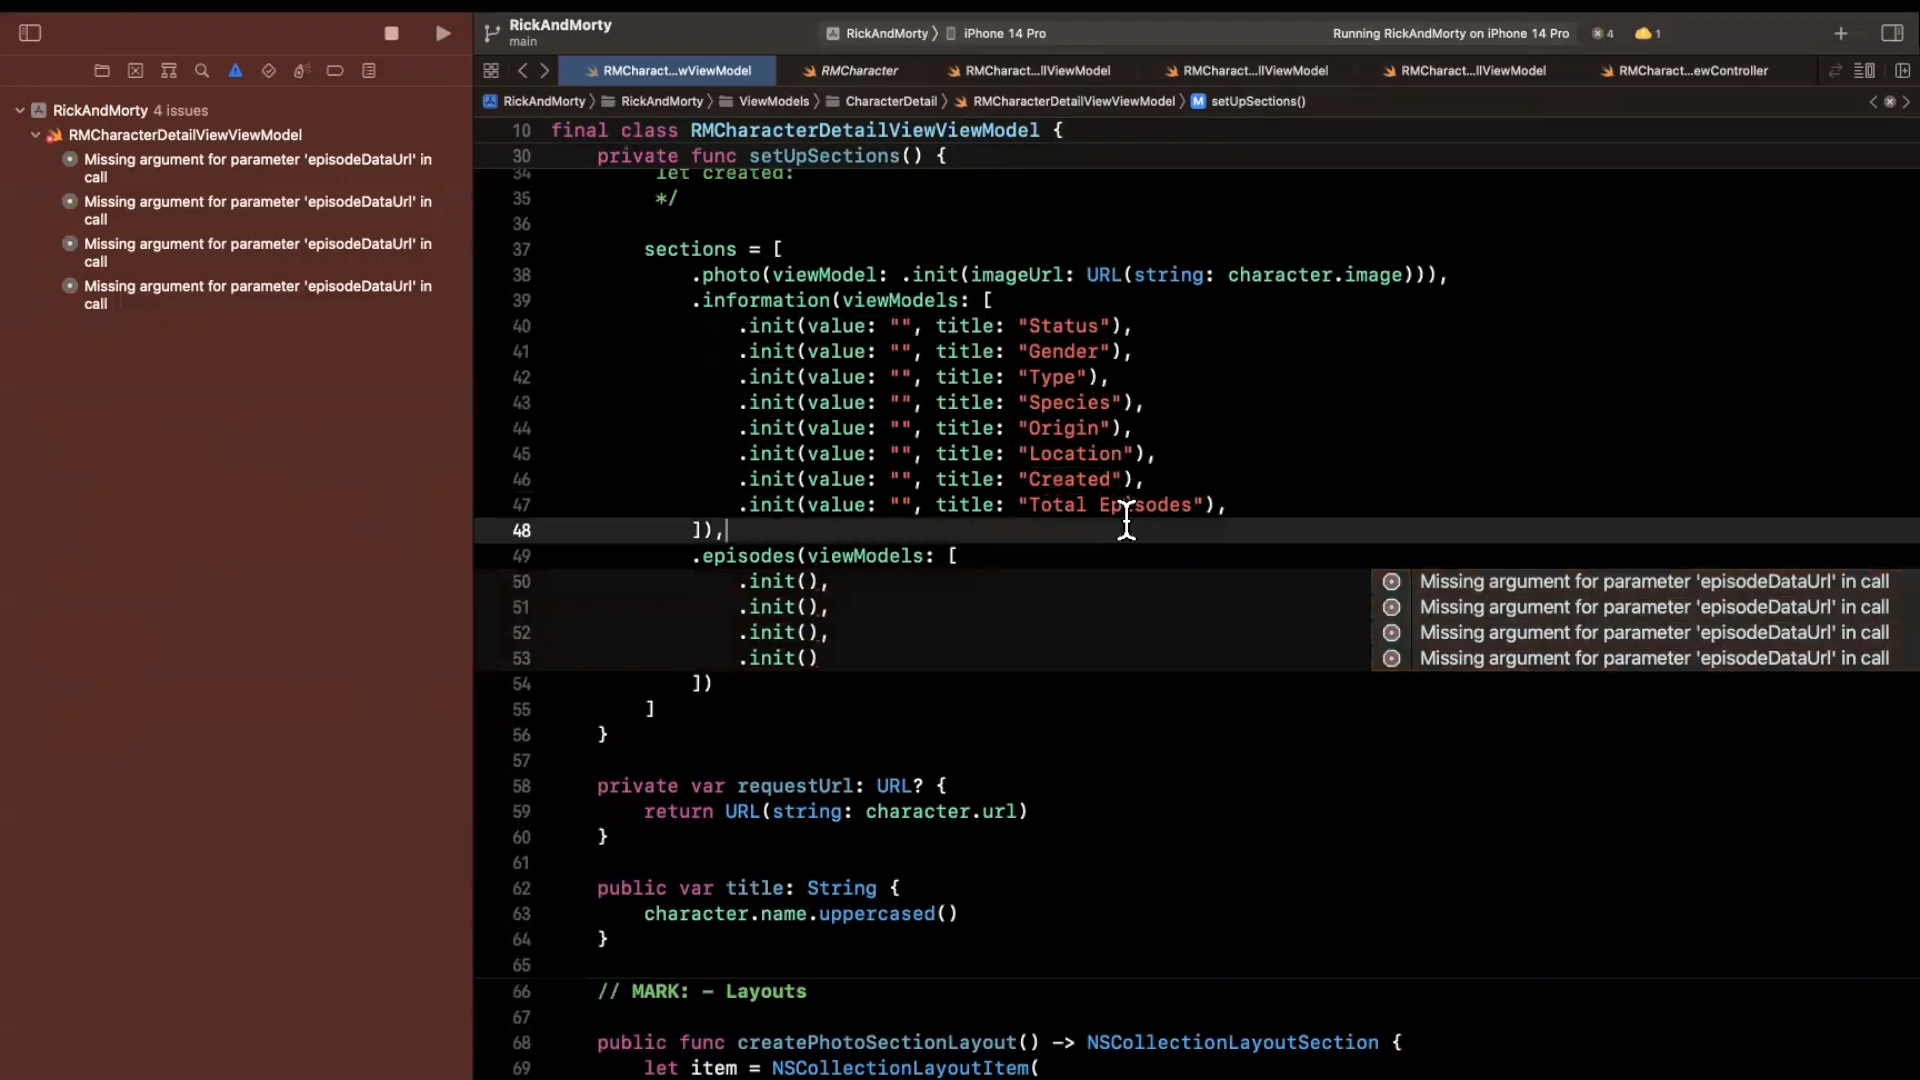 RickAndMorty
main
RickAndMorty 〉 iPhone 14 Pro
Running RickAndMorty on iPhone 14 Pro
4
1
RMCharact...wViewModel
RMCharacter
RMCharact...llViewModel
RMCharact...llViewModel
RMCharact...llViewModel
RMCharact...ewController
RickAndMorty 〉 RickAndMorty 〉 ViewModels 〉 CharacterDetail 〉 RMCharacterDetailViewViewModel 〉 M setUpSections()
RickAndMorty 4 issues
RMCharacterDetailViewViewModel
Missing argument for parameter 'episodeDataUrl' in
call
Missing argument for parameter 'episodeDataUrl' in
call
Missing argument for parameter 'episodeDataUrl' in
call
Missing argument for parameter 'episodeDataUrl' in
call
10 final class RMCharacterDetailViewViewModel {
30 private func setUpSections() {
34 let created:
35 */
36
37 sections = [
38 .photo(viewModel: .init(imageUrl: URL(string: character.image))),
39 .information(viewModels: [
40 .init(value: "", title: "Status"),
41 .init(value: "", title: "Gender"),
42 .init(value: "", title: "Type"),
43 .init(value: "", title: "Species"),
44 .init(value: "", title: "Origin"),
45 .init(value: "", title: "Location"),
46 .init(value: "", title: "Created"),
47 .init(value: "", title: "Total Episodes"),
48 ]),
49 .episodes(viewModels: [
50 .init(), Missing argument for parameter 'episodeDataUrl' in call
51 .init(), Missing argument for parameter 'episodeDataUrl' in call
52 .init(), Missing argument for parameter 'episodeDataUrl' in call
53 .init() Missing argument for parameter 'episodeDataUrl' in call
54 ])
55 ]
56 }
57
58 private var requestUrl: URL? {
59 return URL(string: character.url)
60 }
61
62 public var title: String {
63 character.name.uppercased()
64 }
65
66 // MARK: - Layouts
67
68 public func createPhotoSectionLayout() -> NSCollectionLayoutSection {
69 let item = NSCollectionLayoutItem(